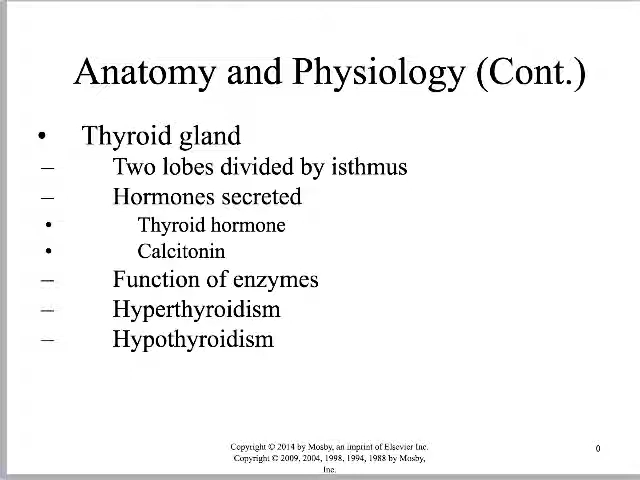 Anatomy and Physiology (Cont.)
• Thyroid gland
– Two lobes divided by isthmus
– Hormones secreted
• Thyroid hormone
• Calcitonin
– Function of enzymes
– Hyperthyroidism
– Hypothyroidism
Copyright © 2014 by Mosby, an imprint of Elsevier Inc.
Copyright © 2009, 2004, 1998, 1994, 1988 by Mosby,
Inc.
0